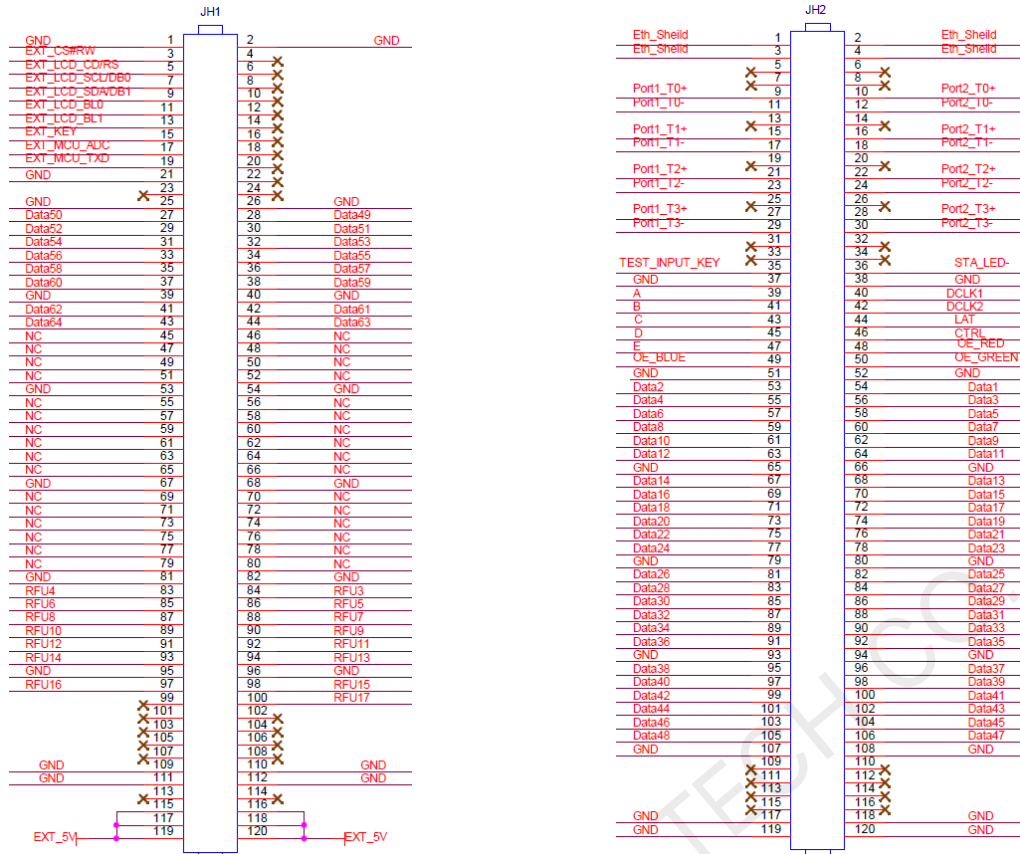 JH1
GND 1 2 GND
EXT_CS#RW 3 4
EXT_LCD_CD/RS 5 6
EXT_LCD_SCL/DB0 7 8
EXT_LCD_SDA/DB1 9 10
EXT_LCD_BL0 11 12
EXT_LCD_BL1 13 14
EXT_KEY 15 16
EXT_MCU_ADC 17 18
EXT_MCU_TXD 19 20
GND 21 22
23 24
GND 25 26 GND
Data50 27 28 Data49
Data52 29 30 Data51
Data54 31 32 Data53
Data56 33 34 Data55
Data58 35 36 Data57
Data60 37 38 Data59
GND 39 40 GND
Data62 41 42 Data61
Data64 43 44 Data63
NC 45 46 NC
NC 47 48 NC
NC 49 50 NC
NC 51 52 NC
GND 53 54 GND
NC 55 56 NC
NC 57 58 NC
NC 59 60 NC
NC 61 62 NC
NC 63 64 NC
NC 65 66 NC
GND 67 68 GND
NC 69 70 NC
NC 71 72 NC
NC 73 74 NC
NC 75 76 NC
NC 77 78 NC
NC 79 80 NC
GND 81 82 GND
RFU4 83 84 RFU3
RFU6 85 86 RFU5
RFU8 87 88 RFU7
RFU10 89 90 RFU9
RFU12 91 92 RFU11
RFU14 93 94 RFU13
GND 95 96 GND
RFU16 97 98 RFU15
99 100 RFU17
101 102
103 104
105 106
107 108
GND 109 110 GND
GND 111 112 GND
113 114
115 116
117 118
EXT_5V 119 120 EXT_5V
JH2
Eth_Sheild 1 2 Eth_Sheild
Eth_Sheild 3 4 Eth_Sheild
5 6
7 8
Port1_T0+ 9 10 Port2_T0+
Port1_T0- 11 12 Port2_T0-
13 14
Port1_T1+ 15 16 Port2_T1+
Port1_T1- 17 18 Port2_T1-
19 20
Port1_T2+ 21 22 Port2_T2+
Port1_T2- 23 24 Port2_T2-
25 26
Port1_T3+ 27 28 Port2_T3+
Port1_T3- 29 30 Port2_T3-
31 32
33 34
TEST_INPUT_KEY 35 36 STA_LED-
GND 37 38 GND
A 39 40 DCLK1
B 41 42 DCLK2
C 43 44 LAT
D 45 46 CTRL
E 47 48 OE_RED
OE_BLUE 49 50 OE_GREEN
GND 51 52 GND
Data2 53 54 Data1
Data4 55 56 Data3
Data6 57 58 Data5
Data8 59 60 Data7
Data10 61 62 Data9
Data12 63 64 Data11
GND 65 66 GND
Data14 67 68 Data13
Data16 69 70 Data15
Data18 71 72 Data17
Data20 73 74 Data19
Data22 75 76 Data21
Data24 77 78 Data23
GND 79 80 GND
Data26 81 82 Data25
Data28 83 84 Data27
Data30 85 86 Data29
Data32 87 88 Data31
Data34 89 90 Data33
Data36 91 92 Data35
GND 93 94 GND
Data38 95 96 Data37
Data40 97 98 Data39
Data42 99 100 Data41
Data44 101 102 Data43
Data46 103 104 Data45
Data48 105 106 Data47
GND 107 108 GND
109 110
111 112
113 114
115 116
GND 117 118 GND
GND 119 120 GND
TECH CO.